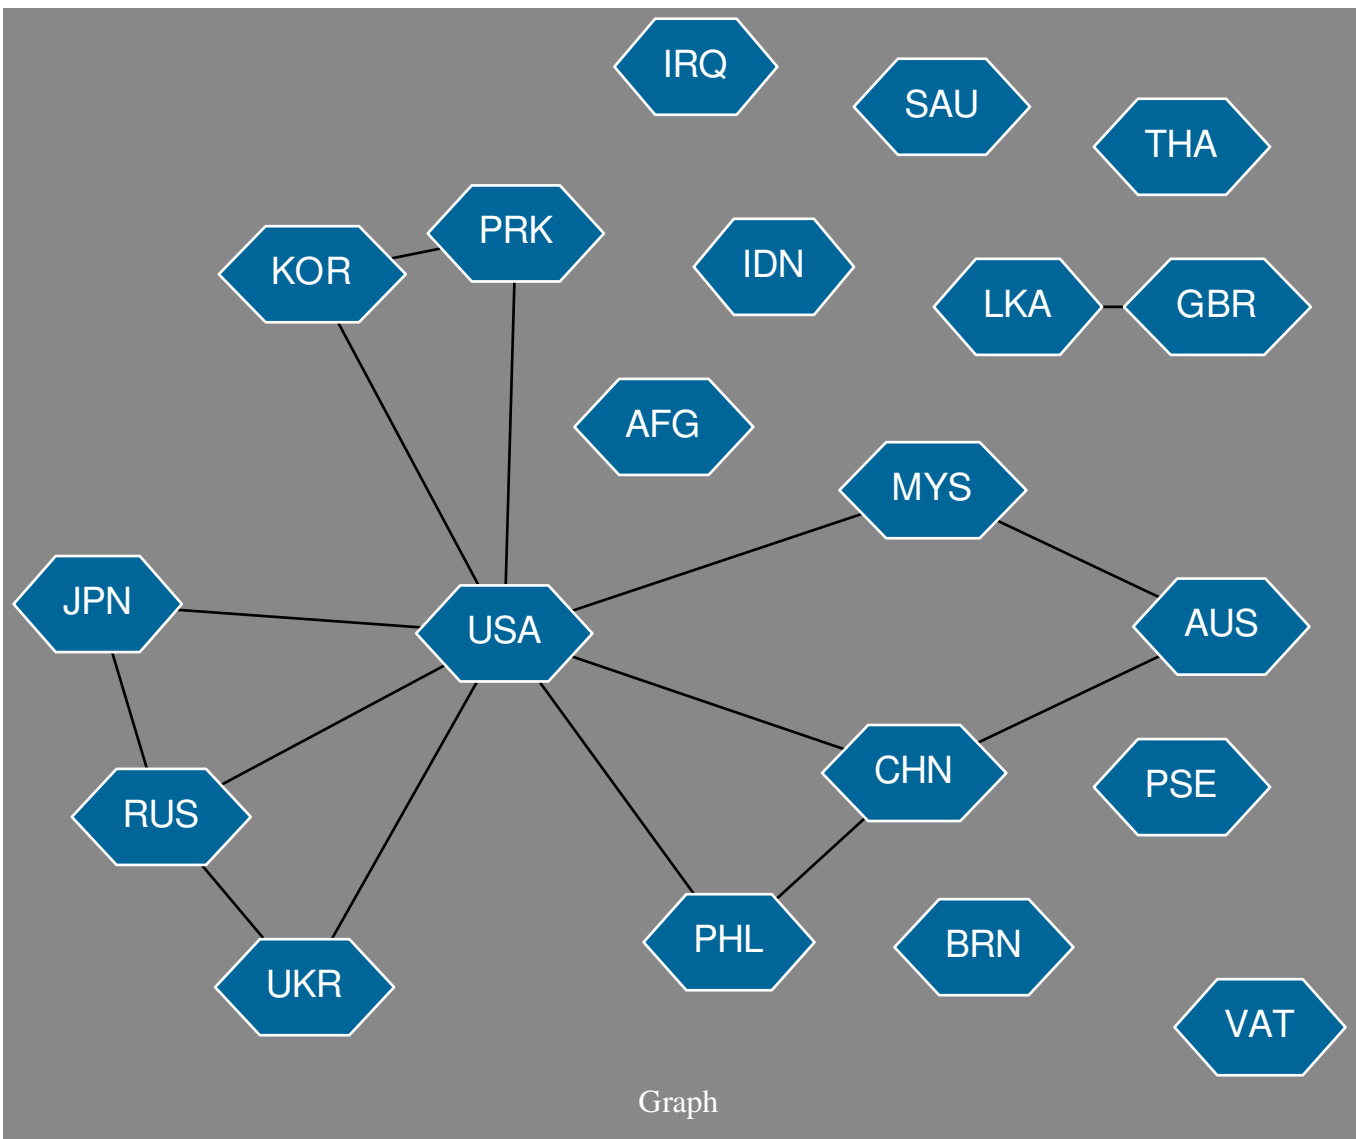 IRQ
SAU
THA
PRK
KOR
IDN
LKA
GBR
AFG
MYS
JPN
USA
AUS
CHN
PSE
RUS
PHL
BRN
UKR
VAT
Graph